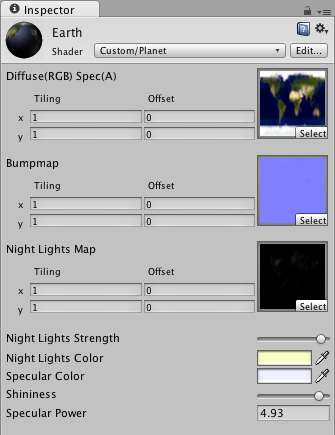 Inspector
Earth
Shader Custom/Planet Edit...
Diffuse(RGB) Spec(A)
Tiling Offset
x 1 0
y 1 0
Select
Bumpmap
Tiling Offset
x 1 0
y 1 0
Select
Night Lights Map
Tiling Offset
x 1 0
y 1 0
Select
Night Lights Strength
Night Lights Color
Specular Color
Shininess
Specular Power 4.93